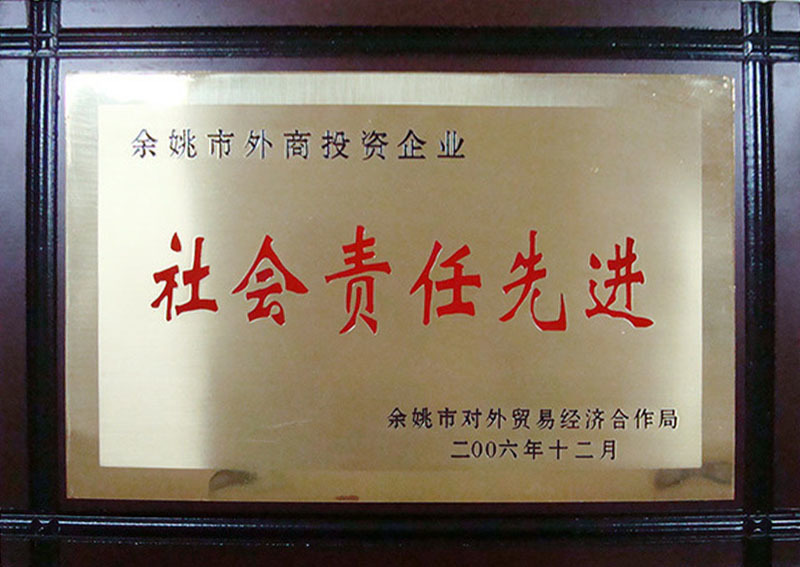 余姚市外商投资企业
社会责任先进
余姚市对外贸易经济合作局
二00六年十二月